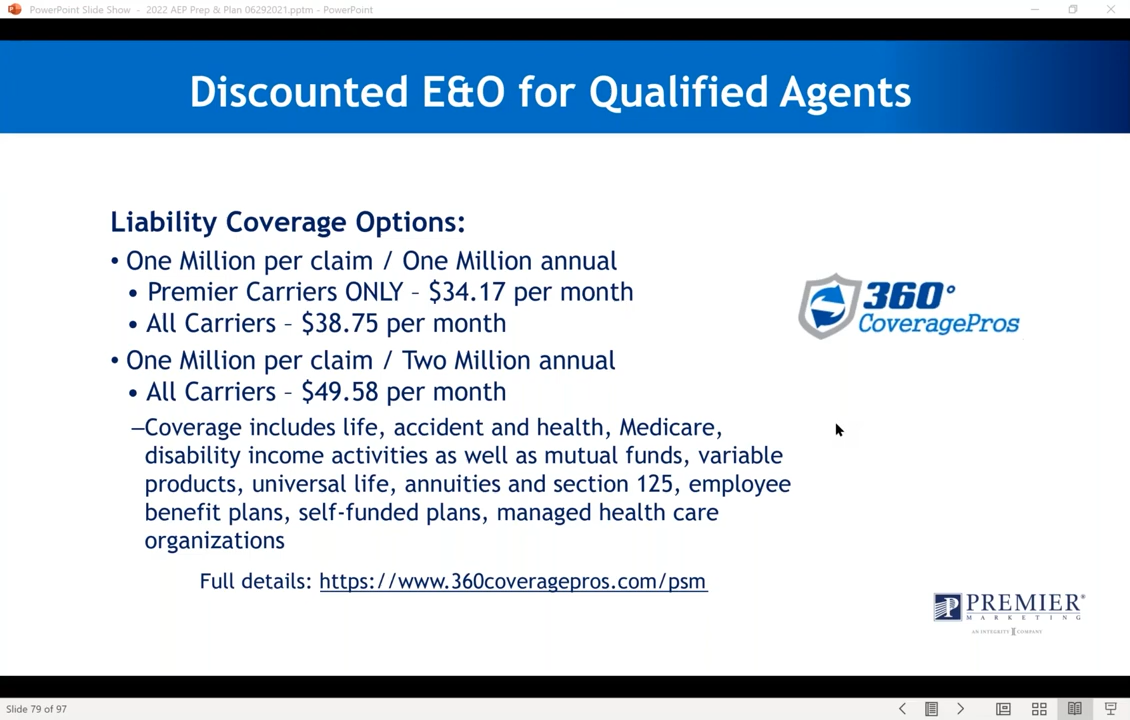 PowerPoint Slide Show - 2022 AEP Prep & Plan 06292021.pptm - PowerPoint
Discounted E&O for Qualified Agents
Liability Coverage Options:
• One Million per claim / One Million annual
• Premier Carriers ONLY – $34.17 per month
• All Carriers – $38.75 per month
• One Million per claim / Two Million annual
• All Carriers – $49.58 per month
–Coverage includes life, accident and health, Medicare,
disability income activities as well as mutual funds, variable
products, universal life, annuities and section 125, employee
benefit plans, self-funded plans, managed health care
organizations
Full details: https://www.360coveragepros.com/psm
360°
CoveragePros
PREMIER®
MARKETING
AN INTEGRITY COMPANY
Slide 79 of 97